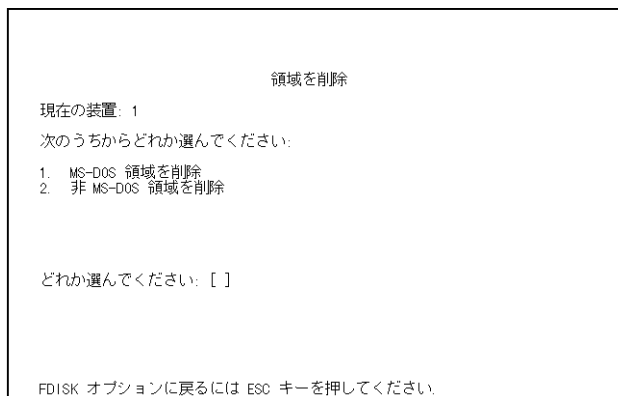 領域を削除
現在の装置: 1
次のうちからどれか選んでください:
1. MS-DOS 領域を削除
2. 非 MS-DOS 領域を削除
どれか選んでください: [ ]
FDISK オプションに戻るには ESC キーを押してください.